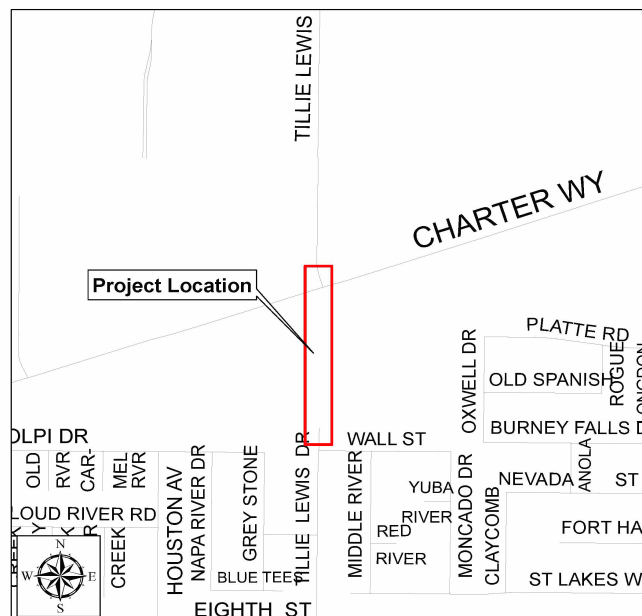 TILLIE LEWIS
CHARTER WY
Project Location
PLATTE RD
OXWELL DR
OLD SPANISH
ROGUE
BURNEY FALLS D
OLPI DR
WALL ST
OLD
RVR
CAR-
MEL
RVR
HOUSTON AV
NAPA RIVER DR
GREY STONE
TILLIE LEWIS DR
MIDDLE RIVER
YUBA
RIVER
RED
RIVER
MONCADO DR
CLAYCOMB
NEVADA ST
ANOLA
LOUD RIVER RD
CREEK
FORT HA
BLUE TEES
ST LAKES W
EIGHTH ST
N
W
E
S